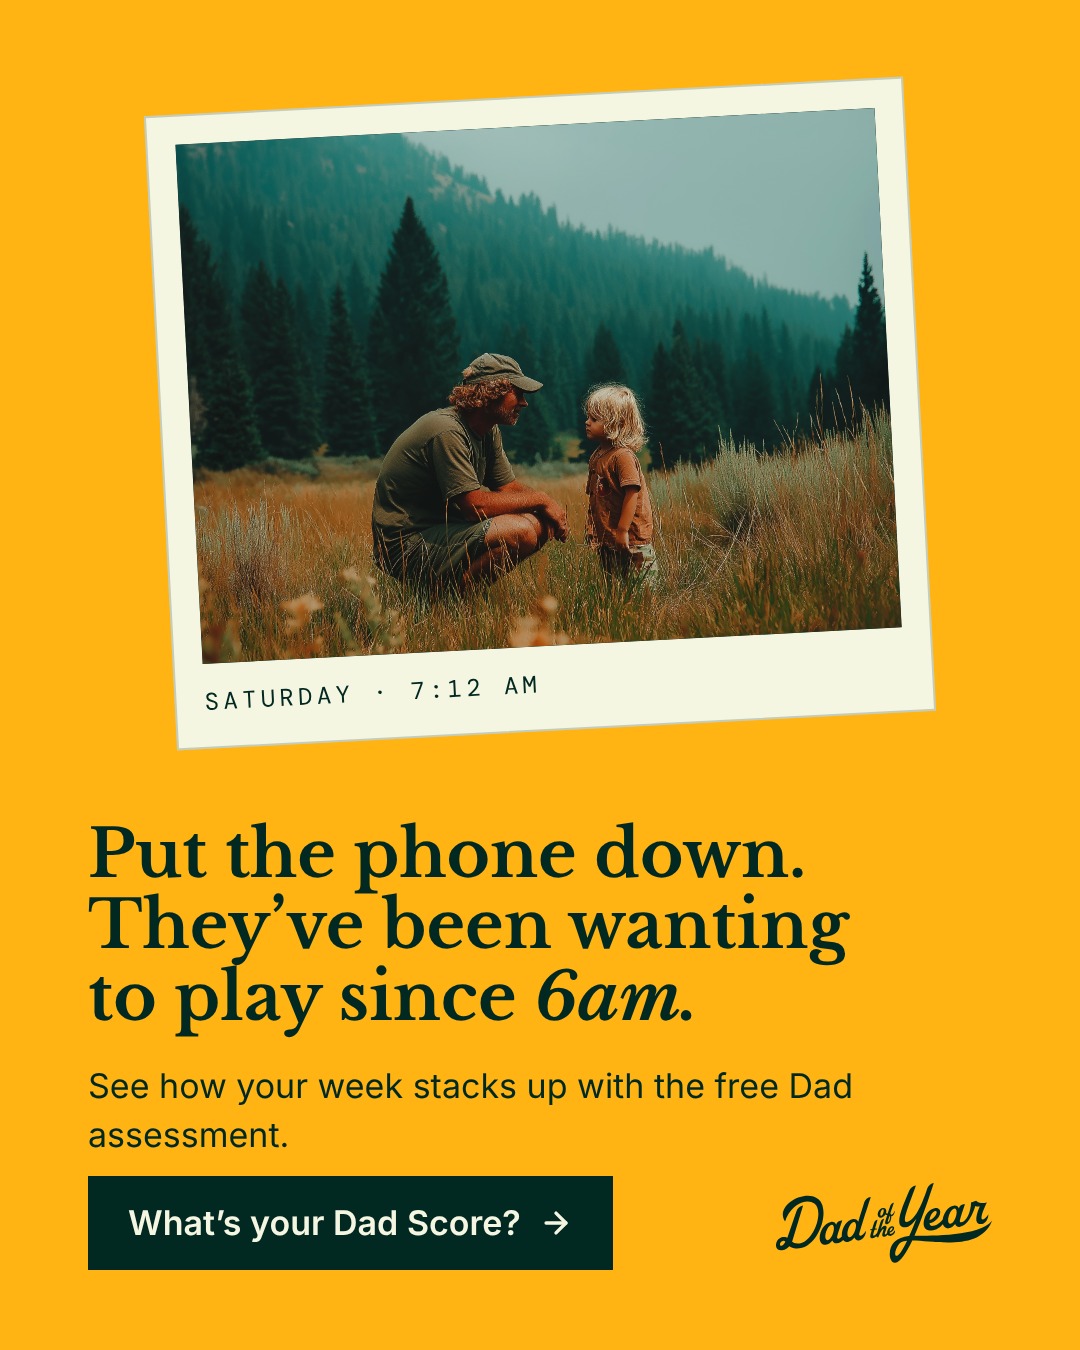 SATURDAY · 7:12 AM
Put the phone down.
They’ve been wanting
to play since 6am.
See how your week stacks up with the free Dad
assessment.
What’s your Dad Score? →
Dad of the Year